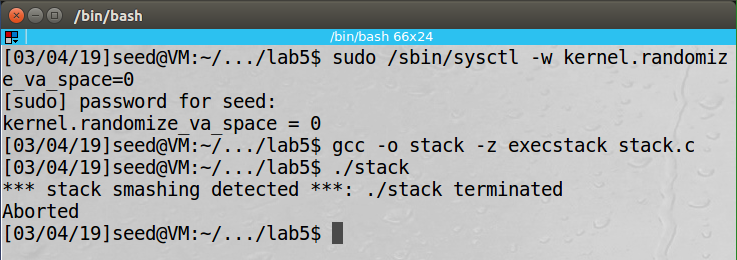 /bin/bash
/bin/bash 66x24
[03/04/19]seed@VM:~/.../lab5$ sudo /sbin/sysctl -w kernel.randomiz
e_va_space=0
[sudo] password for seed:
kernel.randomize_va_space = 0
[03/04/19]seed@VM:~/.../lab5$ gcc -o stack -z execstack stack.c
[03/04/19]seed@VM:~/.../lab5$ ./stack
*** stack smashing detected ***: ./stack terminated
Aborted
[03/04/19]seed@VM:~/.../lab5$